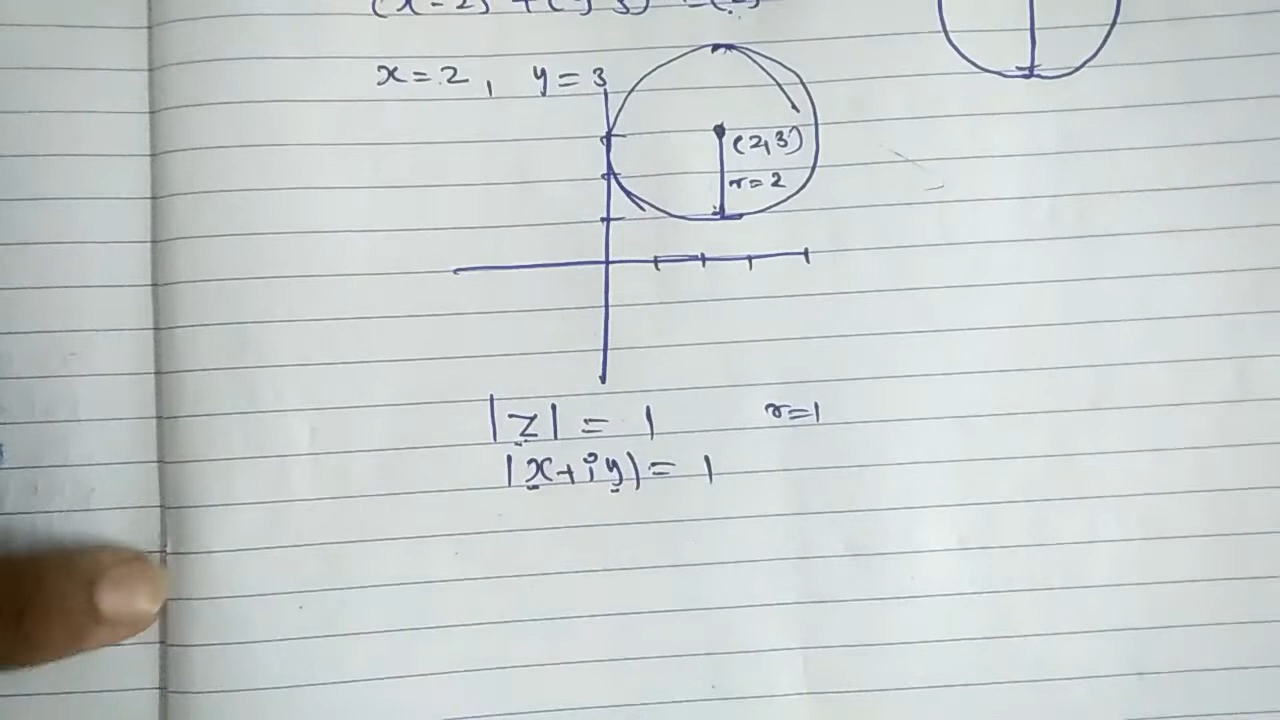 x = 2 , y = 3
(2,3)
r = 2
|z| = 1 r=1
|x+iy| = 1